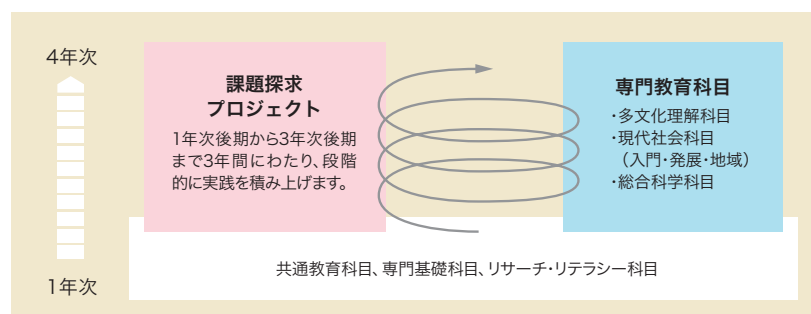 4年次
課題探求
プロジェクト
1年次後期から3年次後期
まで3年間にわたり、段階
的に実践を積み上げます。
専門教育科目
・多文化理解科目
・現代社会科目
（入門・発展・地域）
・総合科学科目
共通教育科目、専門基礎科目、リサーチ・リテラシー科目
1年次